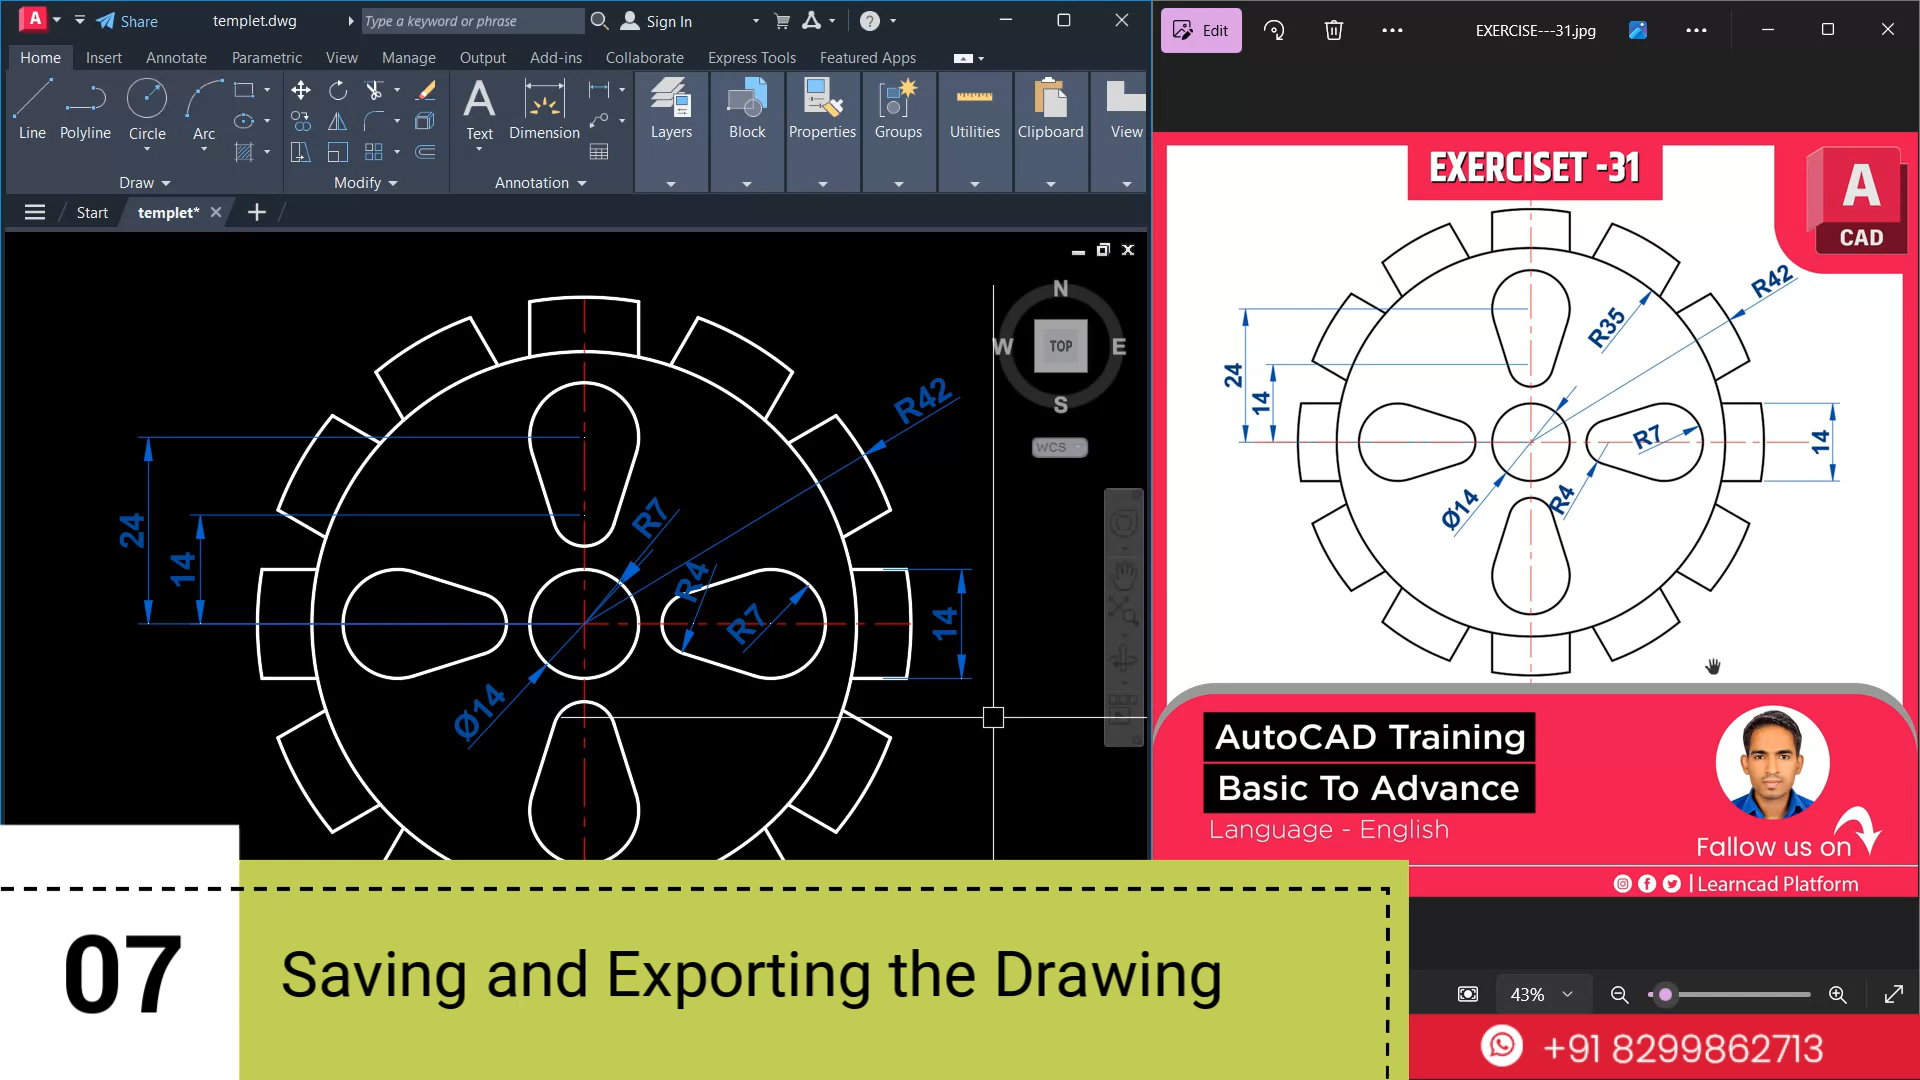 A
Share
templet.dwg
Type a keyword or phrase
Sign In
?
Home Insert Annotate Parametric View Manage Output Add-ins Collaborate Express Tools Featured Apps
Line Polyline Circle Arc
A
Text Dimension
Layers Block Properties Groups Utilities Clipboard View
Draw Modify Annotation
Start templet*
N
W TOP E
S
WCS
24
14
R7
R4
R7
R42
14
Ø14
07
Saving and Exporting the Drawing
Edit
EXERCISE---31.jpg
EXERCISET -31
A
CAD
R42
R35
24
14
R7
R4
Ø14
14
AutoCAD Training
Basic To Advance
Language - English
Fallow us on
| Learncad Platform
43%
+91 8299862713